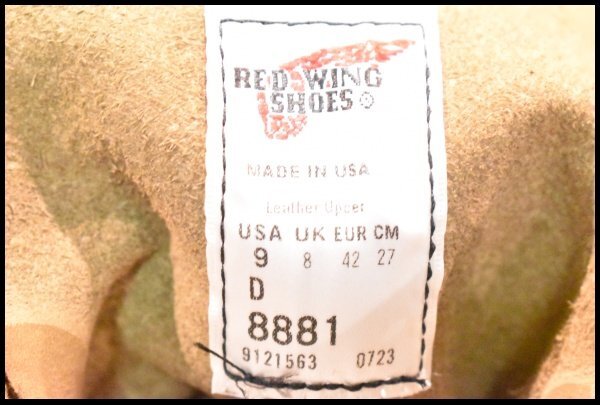 RED WING
SHOES ®
MADE IN USA
Leather Upper
USA UK EUR CM
9 8 42 27
D
8881
9121563 0723